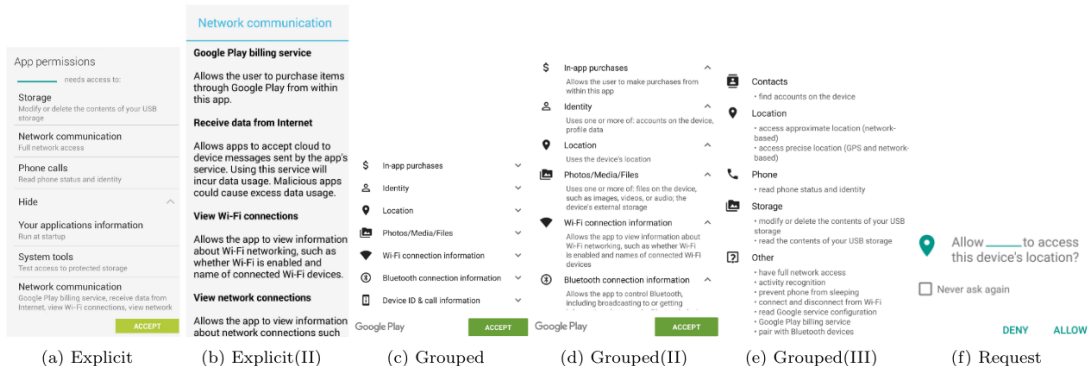 App permissions
needs access to:
Storage
Modify or delete the contents of your USB
storage
Network communication
Full network access
Phone calls
Read phone status and identity
Hide
Your applications information
Run at startup
System tools
Test access to protected storage
Network communication
Google Play billing service, receive data from
Internet, view Wi-Fi connections, view network
ACCEPT
(a) Explicit
Network communication
Google Play billing service
Allows the user to purchase items
through Google Play from within
this app.
Receive data from Internet
Allows apps to accept cloud to
device messages sent by the app's
service. Using this service will
incur data usage. Malicious apps
could cause excess data usage.
View Wi-Fi connections
Allows the app to view information
about Wi-Fi networking, such as
whether Wi-Fi is enabled and
name of connected Wi-Fi devices.
View network connections
Allows the app to view information
about network connections such
(b) Explicit(II)
$ In-app purchases
Identity
Location
Photos/Media/Files
Wi-Fi connection information
Bluetooth connection information
Device ID & call information
Google Play
ACCEPT
(c) Grouped
$ In-app purchases
Allows the user to make purchases from
within this app
Identity
Uses one or more of: accounts on the device,
profile data
Location
Uses the device's location
Photos/Media/Files
Uses one or more of: files on the device,
such as images, videos, or audio; the
device's external storage
Wi-Fi connection information
Allows the app to view information about
Wi-Fi networking, such as whether Wi-Fi
is enabled and names of connected Wi-Fi
devices
Bluetooth connection information
Allows the app to control Bluetooth,
including broadcasting to or getting
Google Play
ACCEPT
(d) Grouped(II)
Contacts
• find accounts on the device
Location
• access approximate location (network-
based)
• access precise location (GPS and network-
based)
Phone
• read phone status and identity
Storage
• modify or delete the contents of your USB
storage
• read the contents of your USB storage
? Other
• have full network access
• activity recognition
• prevent phone from sleeping
• connect and disconnect from Wi-Fi
• read Google service configuration
• Google Play billing service
• pair with Bluetooth devices
(e) Grouped(III)
Allow to access
this device's location?
Never ask again
DENY ALLOW
(f) Request